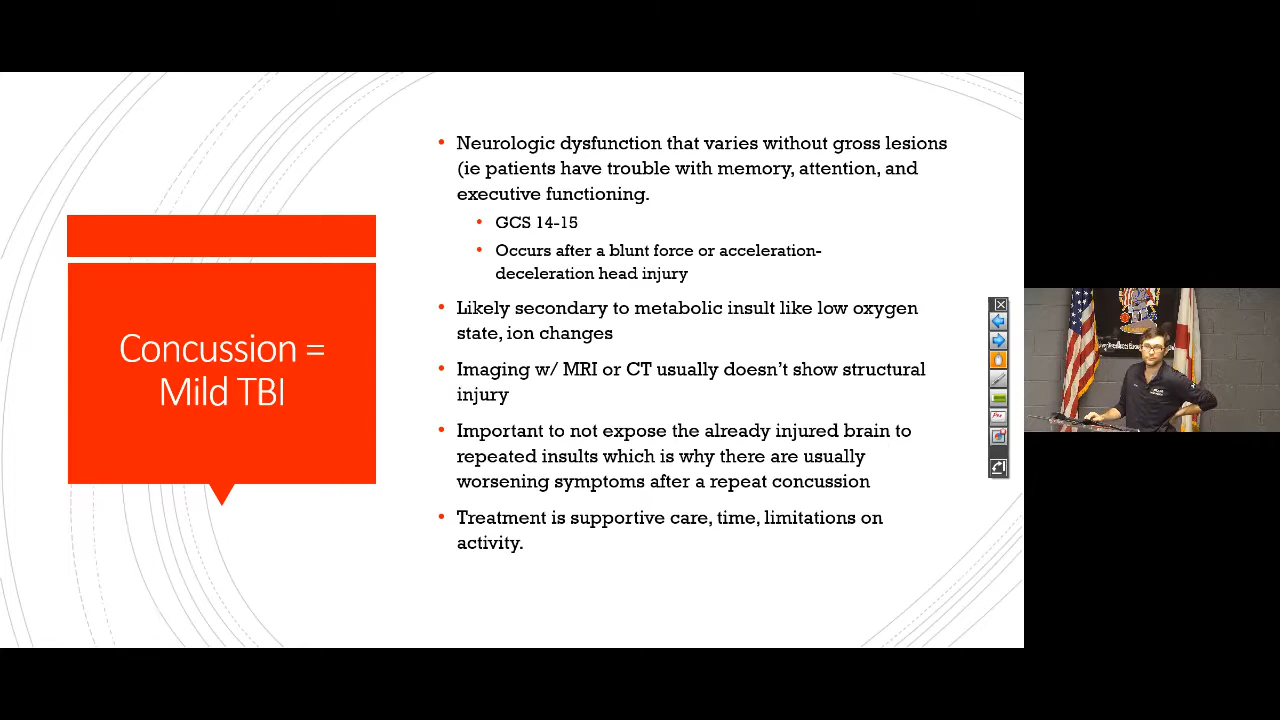 Concussion =
Mild TBI
• Neurologic dysfunction that varies without gross lesions
(ie patients have trouble with memory, attention, and
executive functioning.
• GCS 14-15
• Occurs after a blunt force or acceleration-
deceleration head injury
• Likely secondary to metabolic insult like low oxygen
state, ion changes
• Imaging w/ MRI or CT usually doesn't show structural
injury
• Important to not expose the already injured brain to
repeated insults which is why there are usually
worsening symptoms after a repeat concussion
• Treatment is supportive care, time, limitations on
activity.